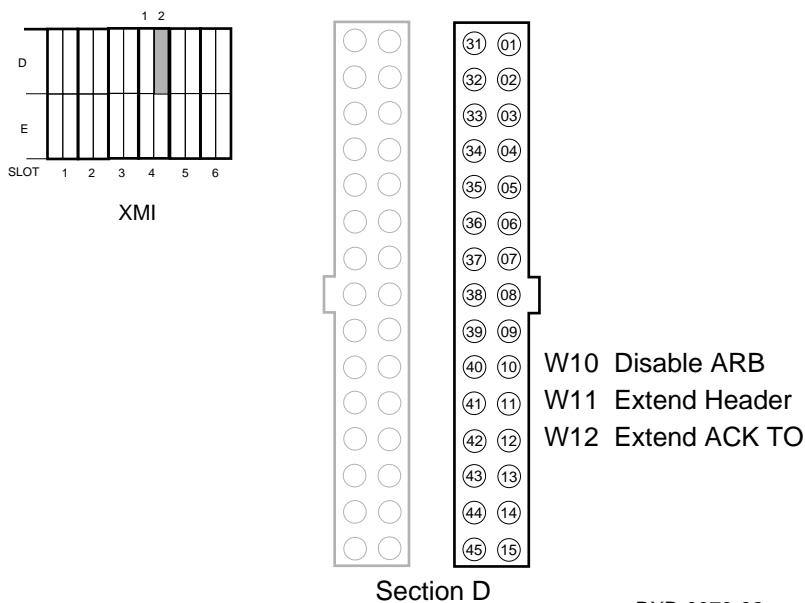 1 2
D
E
SLOT 1 2 3 4 5 6
XMI
31 01
32 02
33 03
34 04
35 05
36 06
37 07
38 08
39 09
40 10 W10 Disable ARB
41 11 W11 Extend Header
42 12 W12 Extend ACK TO
43 13
44 14
45 15
Section D